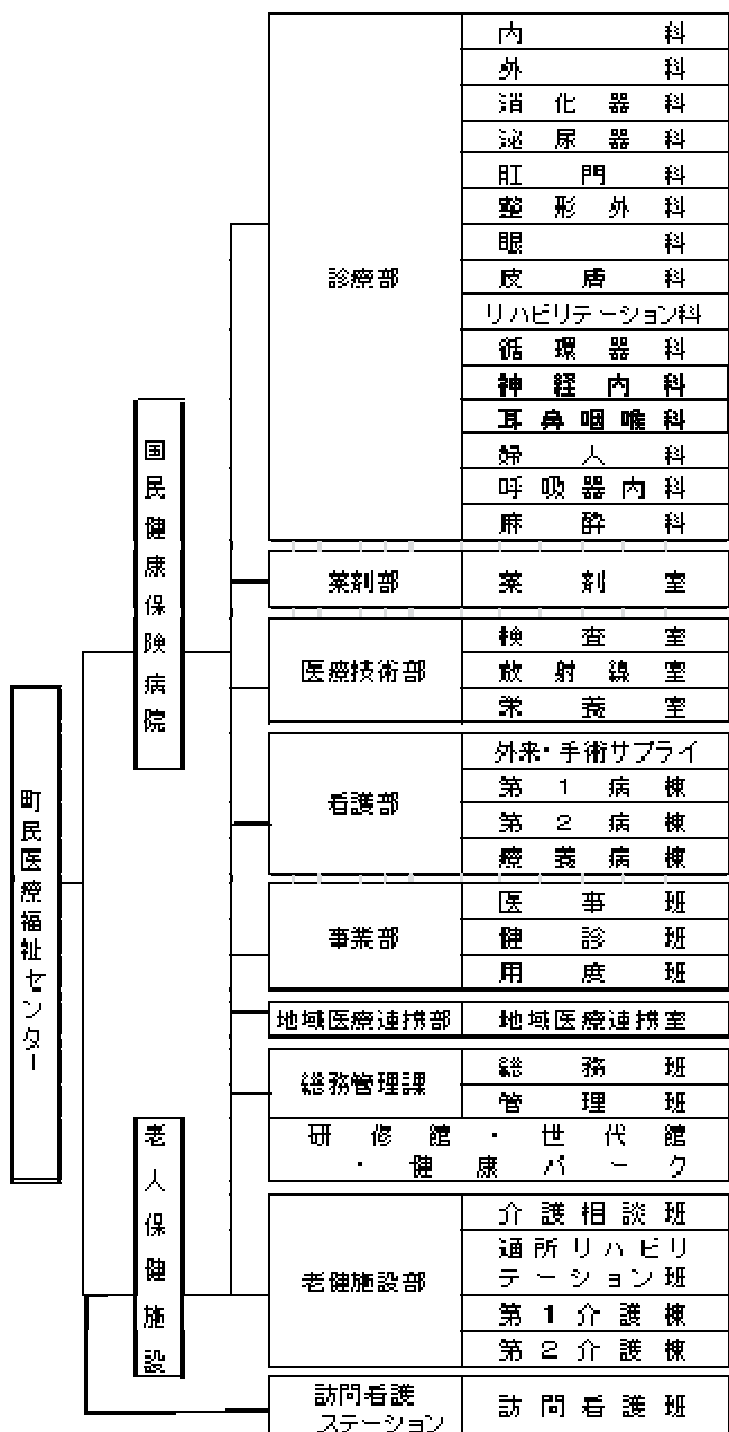 町民医療福祉センター
国民健康保険病院
診療部
内科
外科
消化器科
泌尿器科
肛門科
整形外科
眼科
皮膚科
リハビリテーション科
循環器科
神経内科
耳鼻咽喉科
婦人科
呼吸器内科
麻酔科
薬剤部
薬剤室
医療技術部
検査室
放射線室
栄養室
看護部
外来・手術サプライ
第1病棟
第2病棟
療養病棟
事業部
医事班
健診班
用度班
地域医療連携部
地域医療連携室
総務管理課
総務班
管理班
研修館・世代館
・健康パーク
老人保健施設
老健施設部
介護相談班
通所リハビリ
テーション班
第1介護棟
第2介護棟
訪問看護
ステーション
訪問看護班